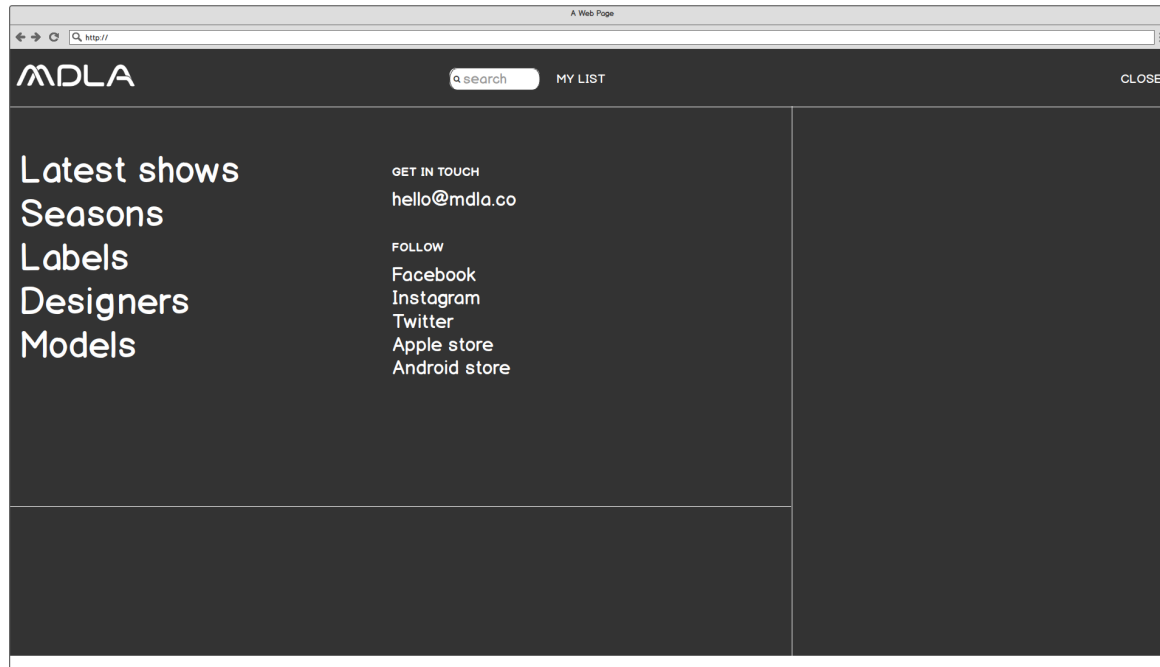 A Web Page
http://
MDLA
search
MY LIST
CLOSE
Latest shows
Seasons
Labels
Designers
Models
GET IN TOUCH
hello@mdla.co
FOLLOW
Facebook
Instagram
Twitter
Apple store
Android store